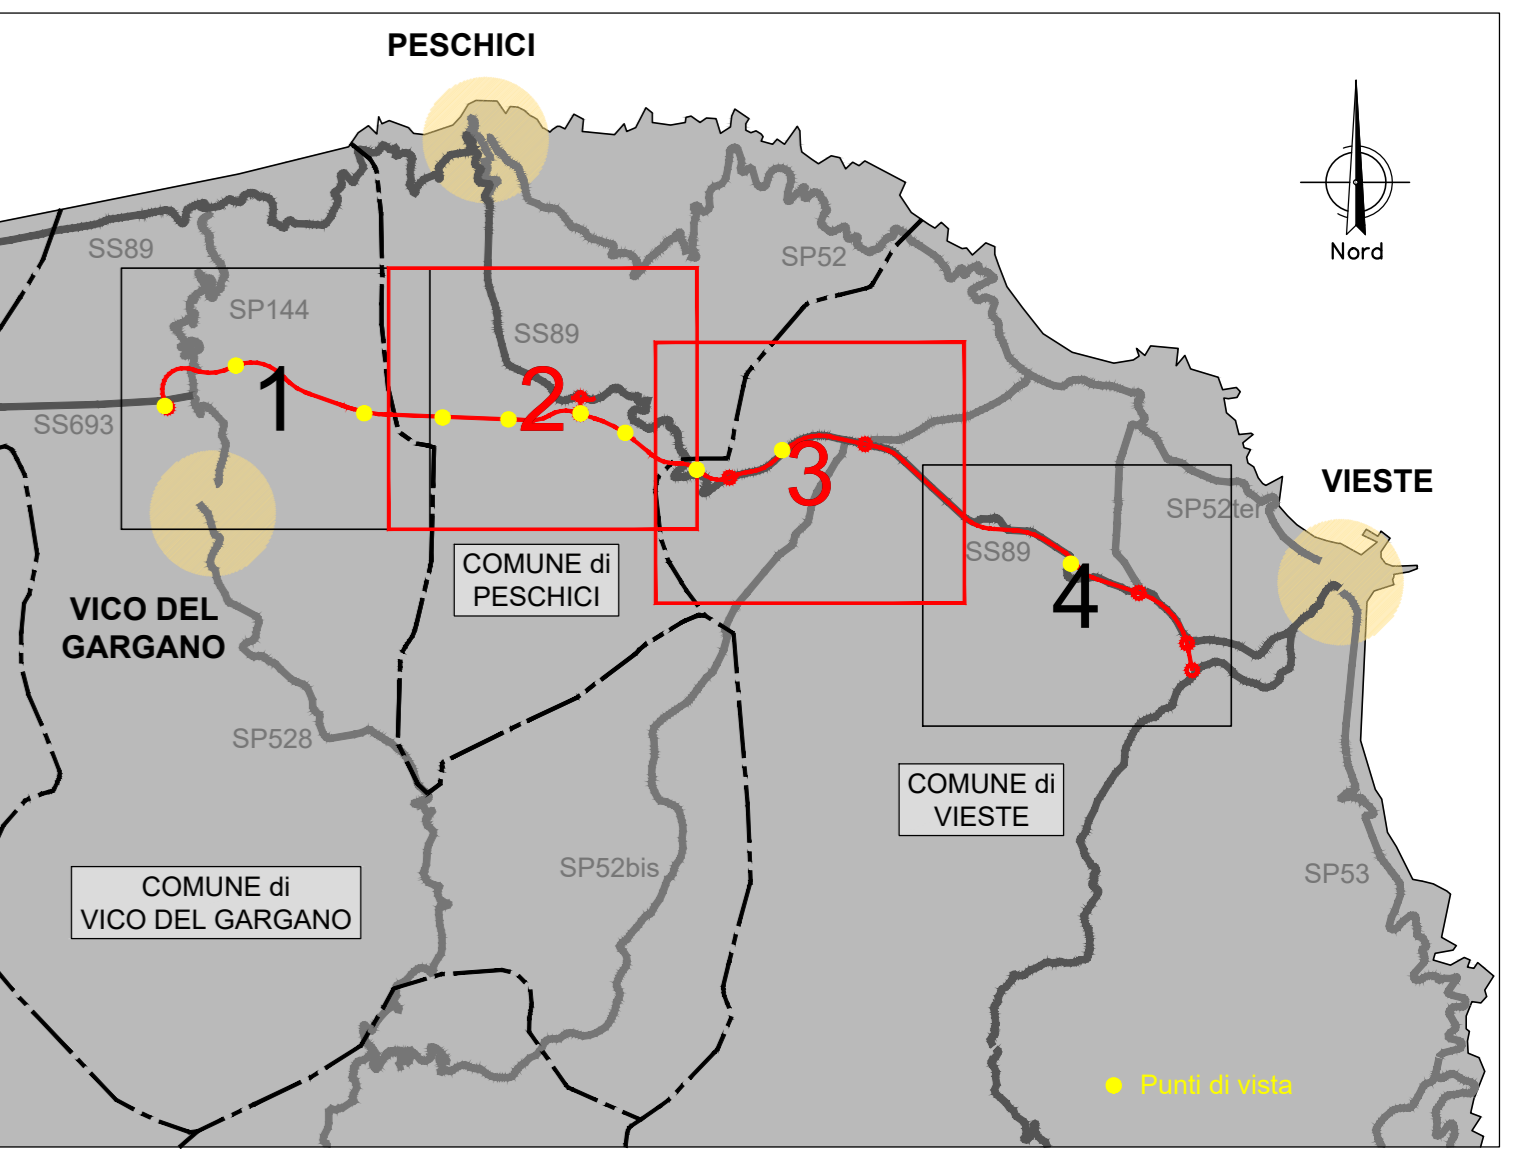 PESCHICI
Nord
SS89
SP52
SP144
SS89
1
2
SS693
3
VIESTE
SP52ter
SS89
COMUNE di
PESCHICI
VICO DEL
GARGANO
4
SP528
COMUNE di
VIESTE
SP52bis
SP53
COMUNE di
VICO DEL GARGANO
Punti di vista